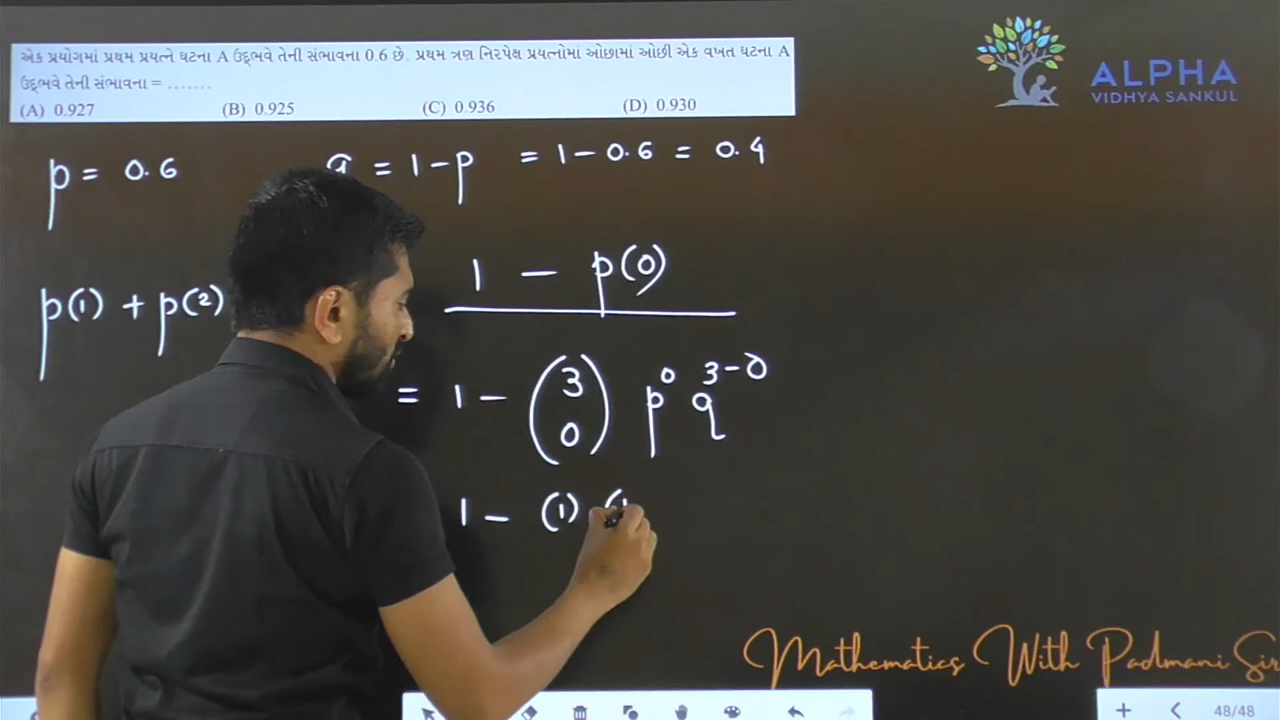 એક પ્રયોગમાં પ્રથમ પ્રયત્ને ઘટના A ઉદ્દ્ભવે તેની સંભાવના 0.6 છે. પ્રથમ ત્રણ નિરપેક્ષ પ્રયત્નોમાં ઓછામાં ઓછી એક વખત ઘટના A
ઉદ્દ્ભવે તેની સંભાવના = .......
(A) 0.927 (B) 0.925 (C) 0.936 (D) 0.930
ALPHA
VIDHYA SANKUL
p = 0.6 q = 1 - p = 1 - 0.6 = 0.4
1 - p(0)
p(1) + p(2)
= 1 - (3 0) p⁰ q³⁻⁰
1 - (1)
Mathematics With Padmani Sir
48/48